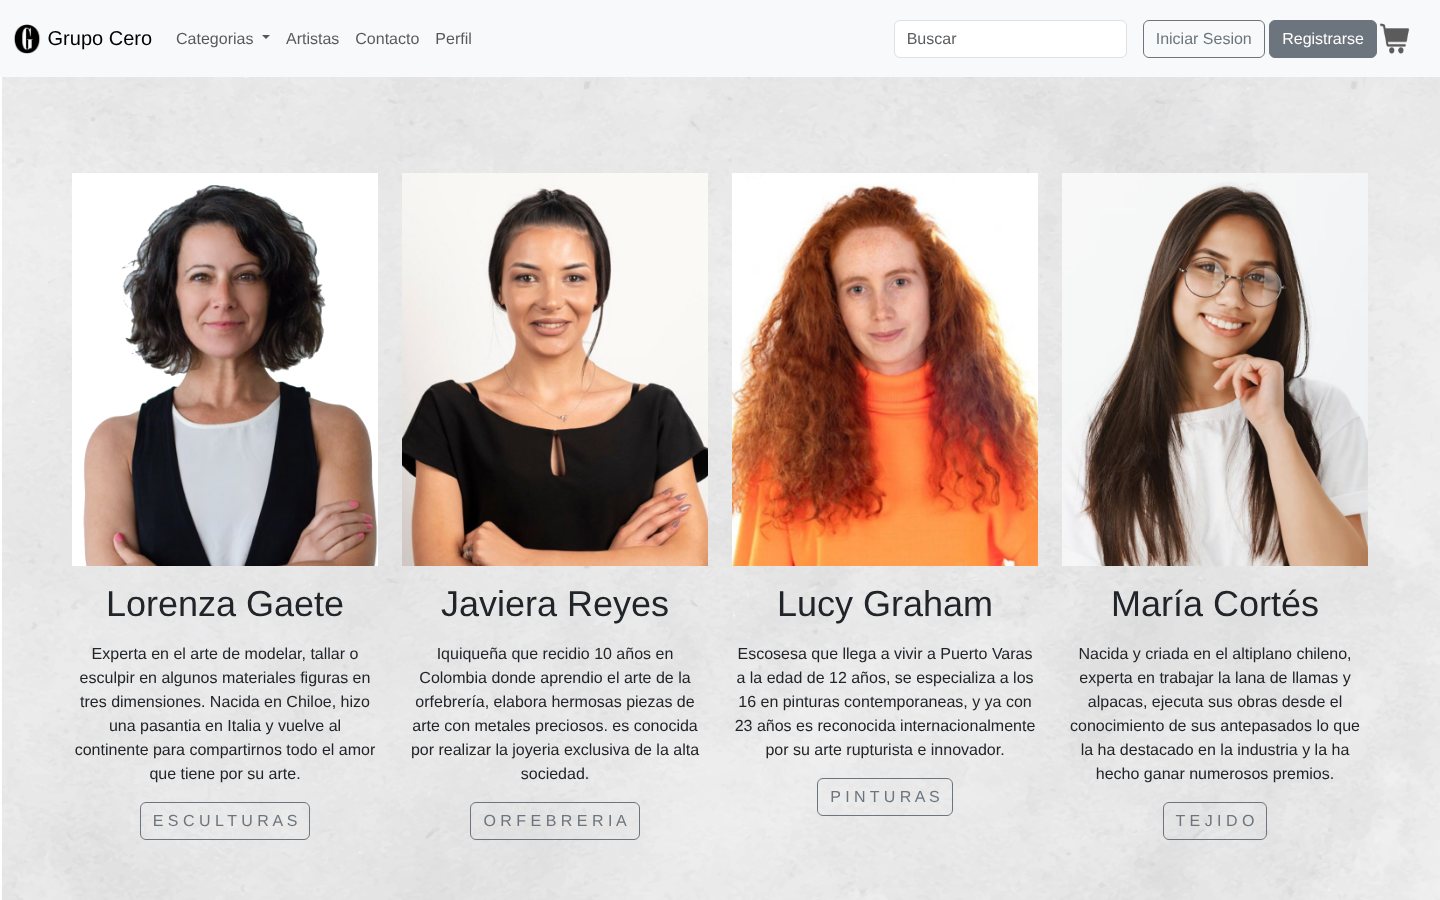 Grupo Cero
Categorias
Artistas
Contacto
Perfil
Buscar
Iniciar Sesion
Registrarse
Lorenza Gaete
Experta en el arte de modelar, tallar o
esculpir en algunos materiales figuras en
tres dimensiones. Nacida en Chiloe, hizo
una pasantia en Italia y vuelve al
continente para compartirnos todo el amor
que tiene por su arte.
ESCULTURAS
Javiera Reyes
Iquiqueña que recidio 10 años en
Colombia donde aprendio el arte de la
orfebrería, elabora hermosas piezas de
arte con metales preciosos. es conocida
por realizar la joyeria exclusiva de la alta
sociedad.
ORFEBRERIA
Lucy Graham
Escosesa que llega a vivir a Puerto Varas
a la edad de 12 años, se especializa a los
16 en pinturas contemporaneas, y ya con
23 años es reconocida internacionalmente
por su arte rupturista e innovador.
PINTURAS
María Cortés
Nacida y criada en el altiplano chileno,
experta en trabajar la lana de llamas y
alpacas, ejecuta sus obras desde el
conocimiento de sus antepasados lo que
la ha destacado en la industria y la ha
hecho ganar numerosos premios.
TEJIDO